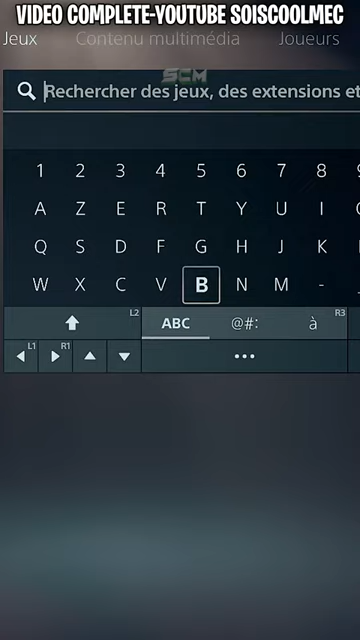 VIDEO COMPLETE-YOUTUBE SOISCOOLMEC
Jeux Contenu multimédia Joueurs
SCM
Rechercher des jeux, des extensions et
1 2 3 4 5 6 7 8
A Z E R T Y U I
Q S D F G H J K
W X C V B N M -
L2 ABC @#: à R3
L1 R1 •••